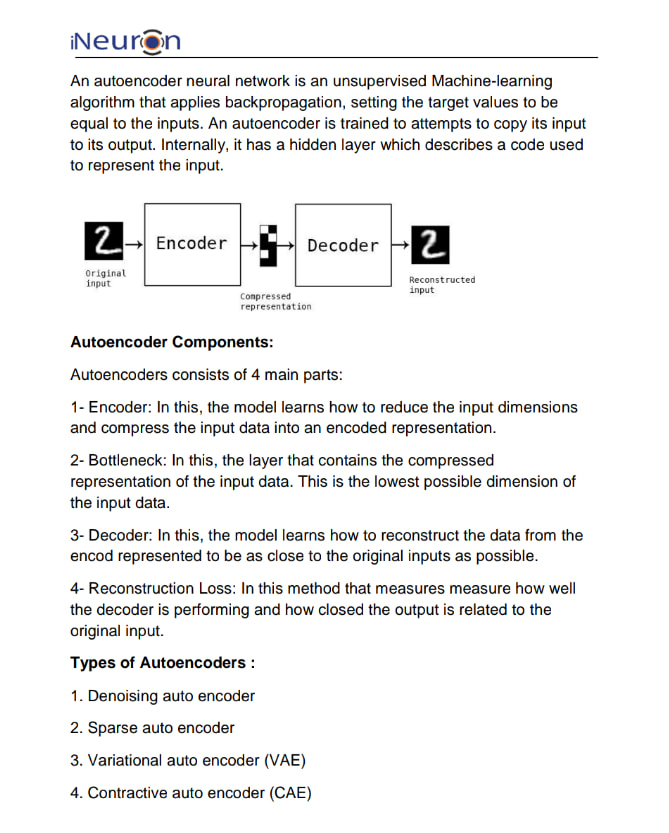 iNeuron
An autoencoder neural network is an unsupervised Machine-learning
algorithm that applies backpropagation, setting the target values to be
equal to the inputs. An autoencoder is trained to attempts to copy its input
to its output. Internally, it has a hidden layer which describes a code used
to represent the input.
2
Encoder
Decoder
2
Original
input
Compressed
representation
Reconstructed
input
Autoencoder Components:
Autoencoders consists of 4 main parts:
1- Encoder: In this, the model learns how to reduce the input dimensions
and compress the input data into an encoded representation.
2- Bottleneck: In this, the layer that contains the compressed
representation of the input data. This is the lowest possible dimension of
the input data.
3- Decoder: In this, the model learns how to reconstruct the data from the
encod represented to be as close to the original inputs as possible.
4- Reconstruction Loss: In this method that measures measure how well
the decoder is performing and how closed the output is related to the
original input.
Types of Autoencoders :
1. Denoising auto encoder
2. Sparse auto encoder
3. Variational auto encoder (VAE)
4. Contractive auto encoder (CAE)